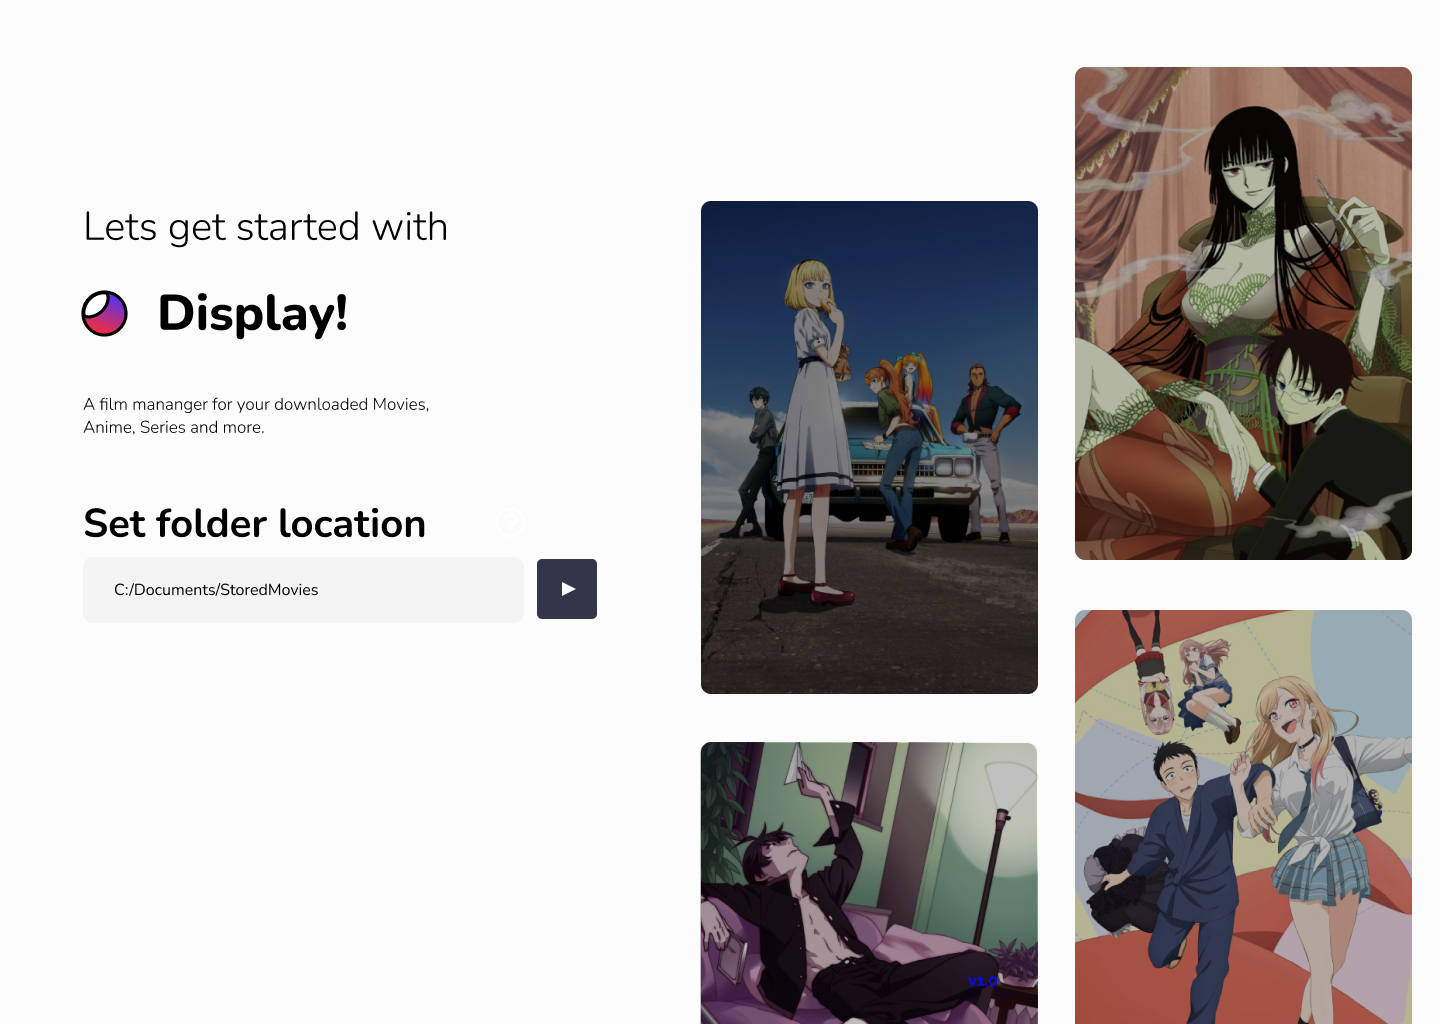 Lets get started with
Display!
A film mananger for your downloaded Movies,
Anime, Series and more.
Set folder location
C:/Documents/StoredMovies
v1.0